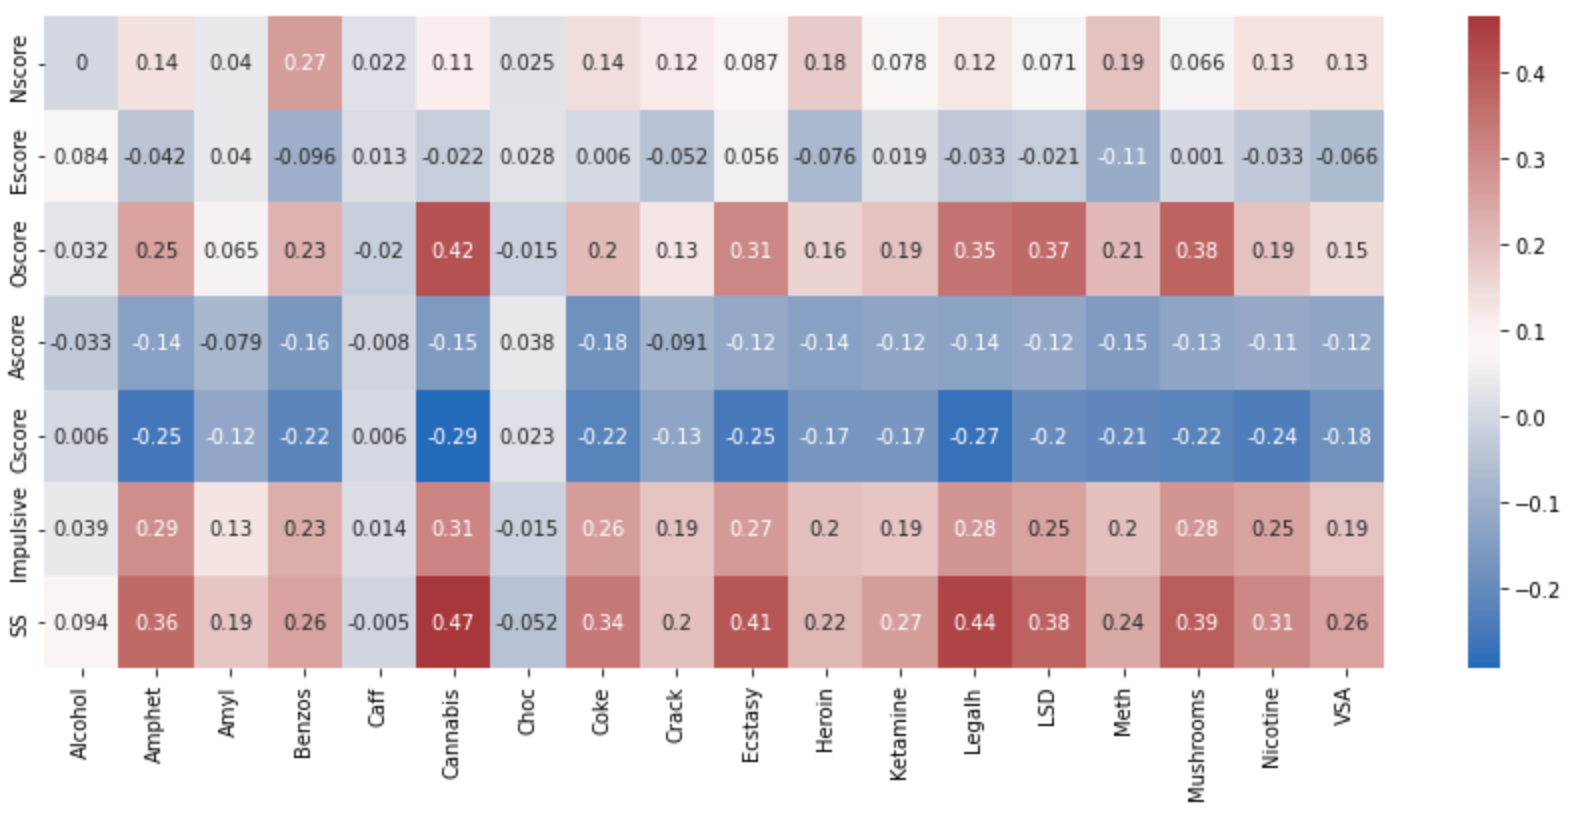 Nscore 0 0.14 0.04 0.27 0.022 0.11 0.025 0.14 0.12 0.087 0.18 0.078 0.12 0.071 0.19 0.066 0.13 0.13
Escore 0.084 -0.042 0.04 -0.096 0.013 -0.022 0.028 0.006 -0.052 0.056 -0.076 0.019 -0.033 -0.021 -0.11 0.001 -0.033 -0.066
Oscore 0.032 0.25 0.065 0.23 -0.02 0.42 -0.015 0.2 0.13 0.31 0.16 0.19 0.35 0.37 0.21 0.38 0.19 0.15
Ascore -0.033 -0.14 -0.079 -0.16 -0.008 -0.15 0.038 -0.18 -0.091 -0.12 -0.14 -0.12 -0.14 -0.12 -0.15 -0.13 -0.11 -0.12
Cscore 0.006 -0.25 -0.12 -0.22 0.006 -0.29 0.023 -0.22 -0.13 -0.25 -0.17 -0.17 -0.27 -0.2 -0.21 -0.22 -0.24 -0.18
Impulsive 0.039 0.29 0.13 0.23 0.014 0.31 -0.015 0.26 0.19 0.27 0.2 0.19 0.28 0.25 0.2 0.28 0.25 0.19
SS 0.094 0.36 0.19 0.26 -0.005 0.47 -0.052 0.34 0.2 0.41 0.22 0.27 0.44 0.38 0.24 0.39 0.31 0.26
Alcohol Amphet Amyl Benzos Caff Cannabis Choc Coke Crack Ecstasy Heroin Ketamine Legalh LSD Meth Mushrooms Nicotine VSA
0.4
0.3
0.2
0.1
0.0
−0.1
−0.2